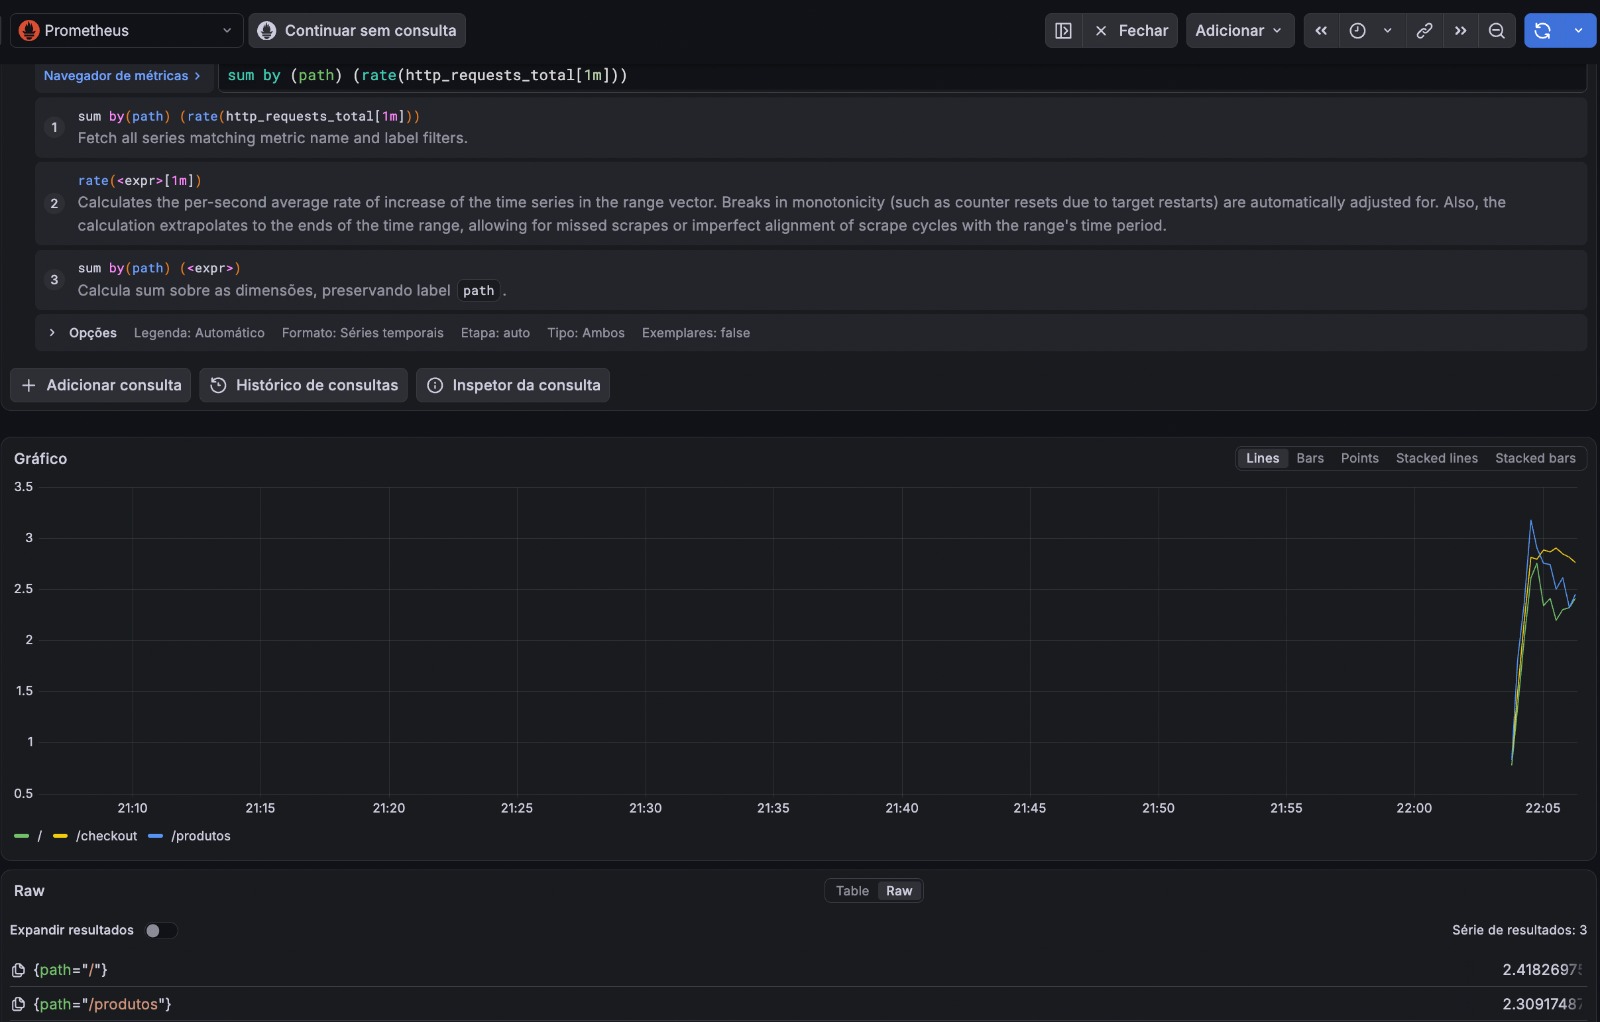 Prometheus
Continuar sem consulta
Fechar
Adicionar
Navegador de métricas
sum by (path) (rate(http_requests_total[1m]))
1
sum by(path) (rate(http_requests_total[1m]))
Fetch all series matching metric name and label filters.
2
rate(<expr>[1m])
Calculates the per-second average rate of increase of the time series in the range vector. Breaks in monotonicity (such as counter resets due to target restarts) are automatically adjusted for. Also, the
calculation extrapolates to the ends of the time range, allowing for missed scrapes or imperfect alignment of scrape cycles with the range's time period.
3
sum by(path) (<expr>)
Calcula sum sobre as dimensões, preservando label path .
Opções Legenda: Automático Formato: Séries temporais Etapa: auto Tipo: Ambos Exemplares: false
Adicionar consulta
Histórico de consultas
Inspetor da consulta
Gráfico
Lines Bars Points Stacked lines Stacked bars
3.5
3
2.5
2
1.5
1
0.5
21:10 21:15 21:20 21:25 21:30 21:35 21:40 21:45 21:50 21:55 22:00 22:05
/ /checkout /produtos
Raw
Table Raw
Expandir resultados
Série de resultados: 3
{path="/"} 2.4182697
{path="/produtos"} 2.3091748